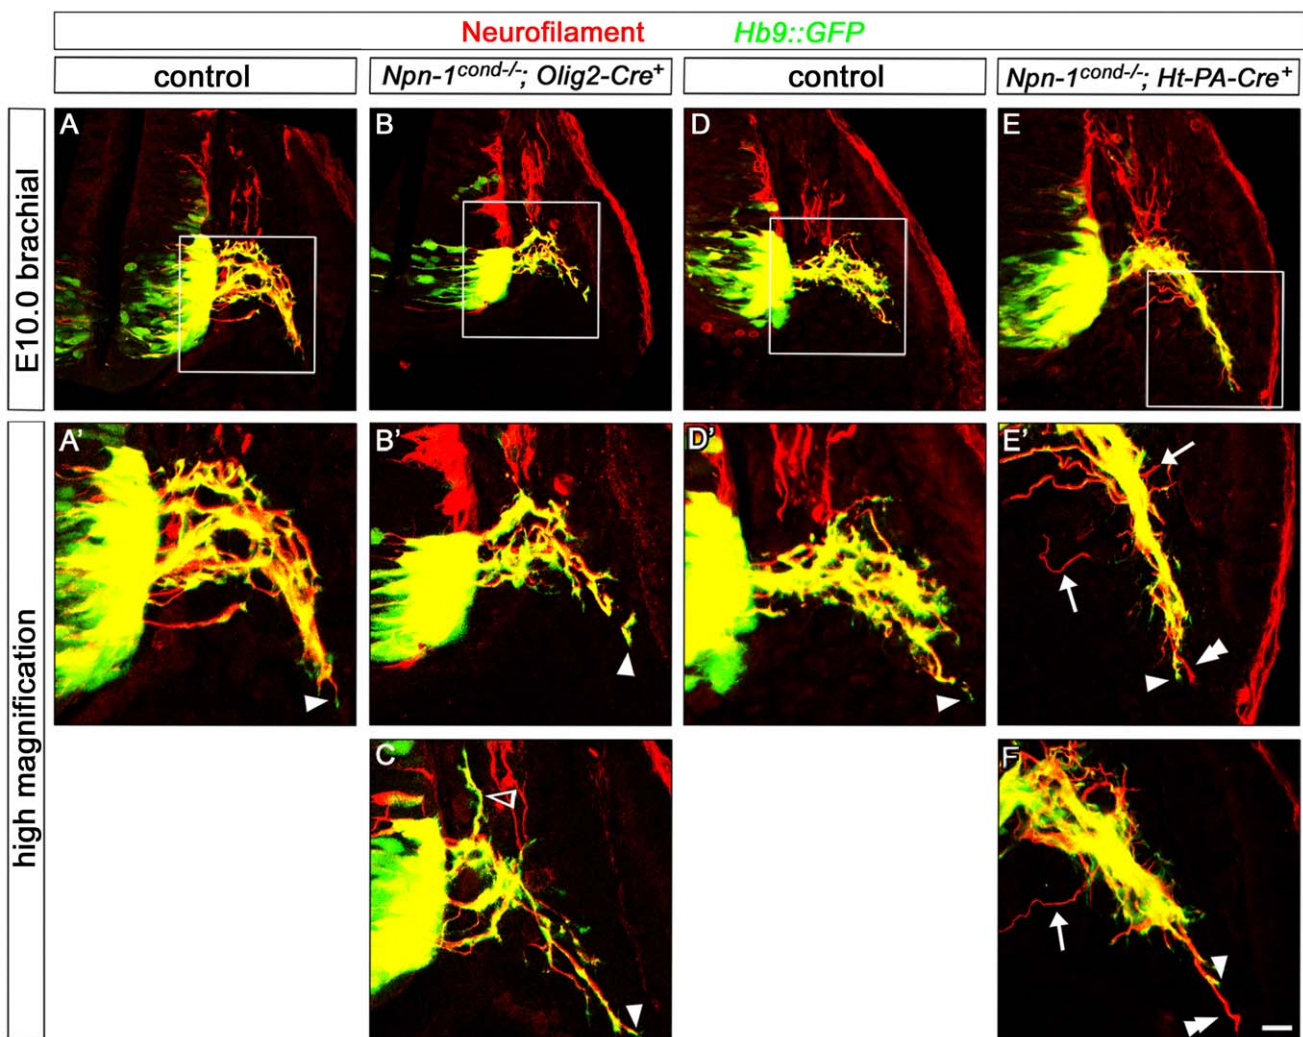 Neurofilament Hb9::GFP
control Npn-1cond-/-; Olig2-Cre+ control Npn-1cond-/-; Ht-PA-Cre+
E10.0 brachial
A B D E
high magnification
A' B' D' E'
C F